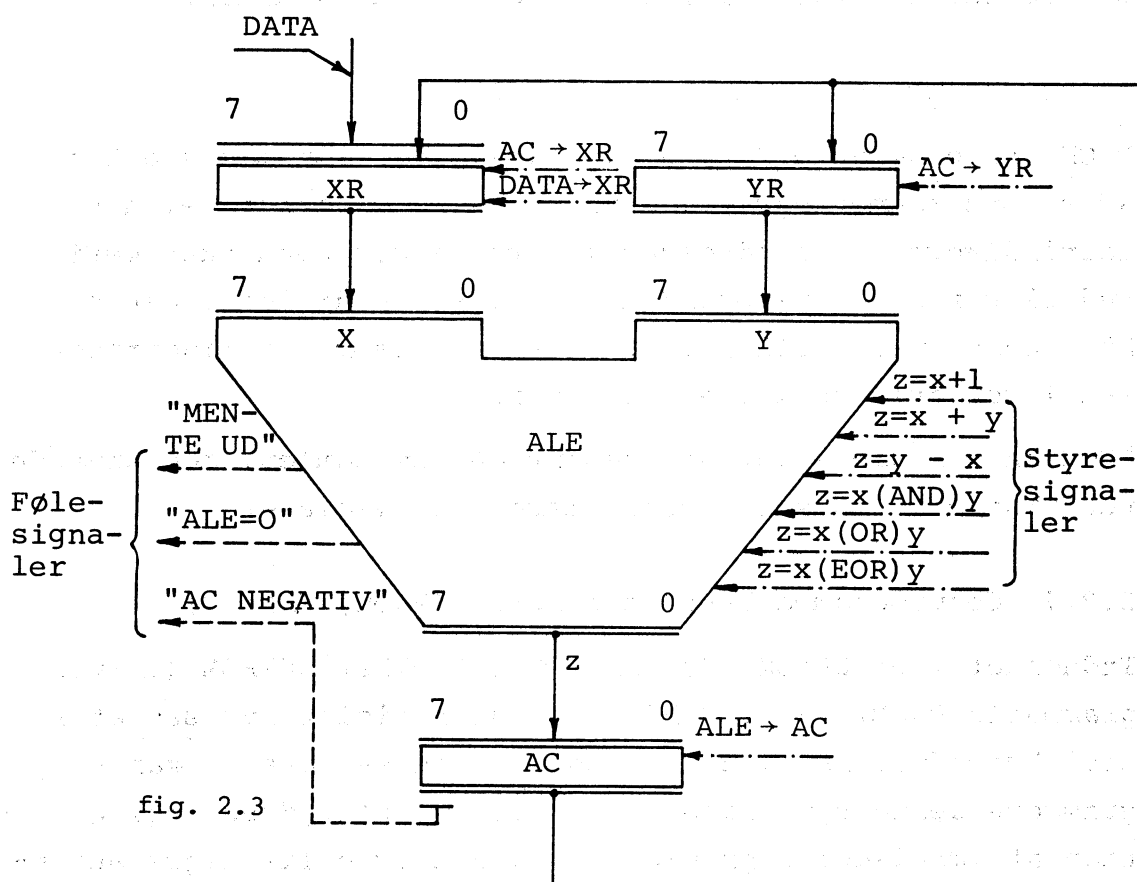 DATA
7 0
7 0
AC → XR
DATA→XR
AC → YR
XR
YR
7 0
7 0
X
Y
z=x+1
z=x + y
z=y - x
z=x(AND)y
z=x(OR)y
z=x(EOR)y
Styre-
signa-
ler
ALE
"MEN-
TE UD"
"ALE=O"
"AC NEGATIV"
Føle-
signa-
ler
7 0
z
7 0
ALE → AC
AC
fig. 2.3